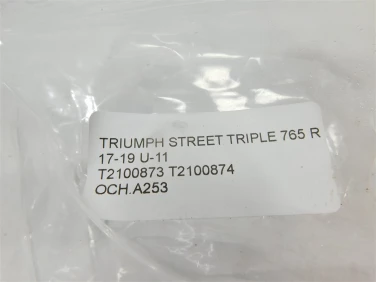 TRIUMPH STREET TRIPLE 765 R
17-19 U-11
T2100873 T2100874
OCH.A253